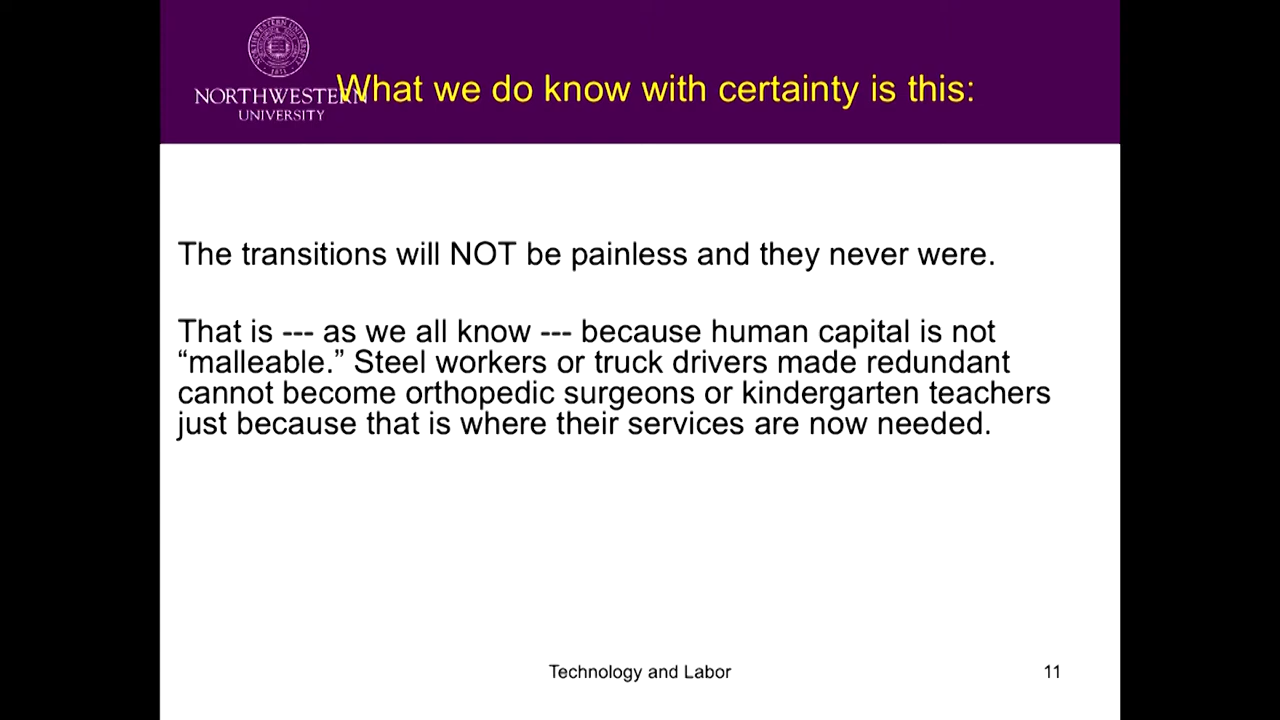 NORTHWESTERN
UNIVERSITY
What we do know with certainty is this:
The transitions will NOT be painless and they never were.
That is --- as we all know --- because human capital is not
“malleable.” Steel workers or truck drivers made redundant
cannot become orthopedic surgeons or kindergarten teachers
just because that is where their services are now needed.
Technology and Labor
11